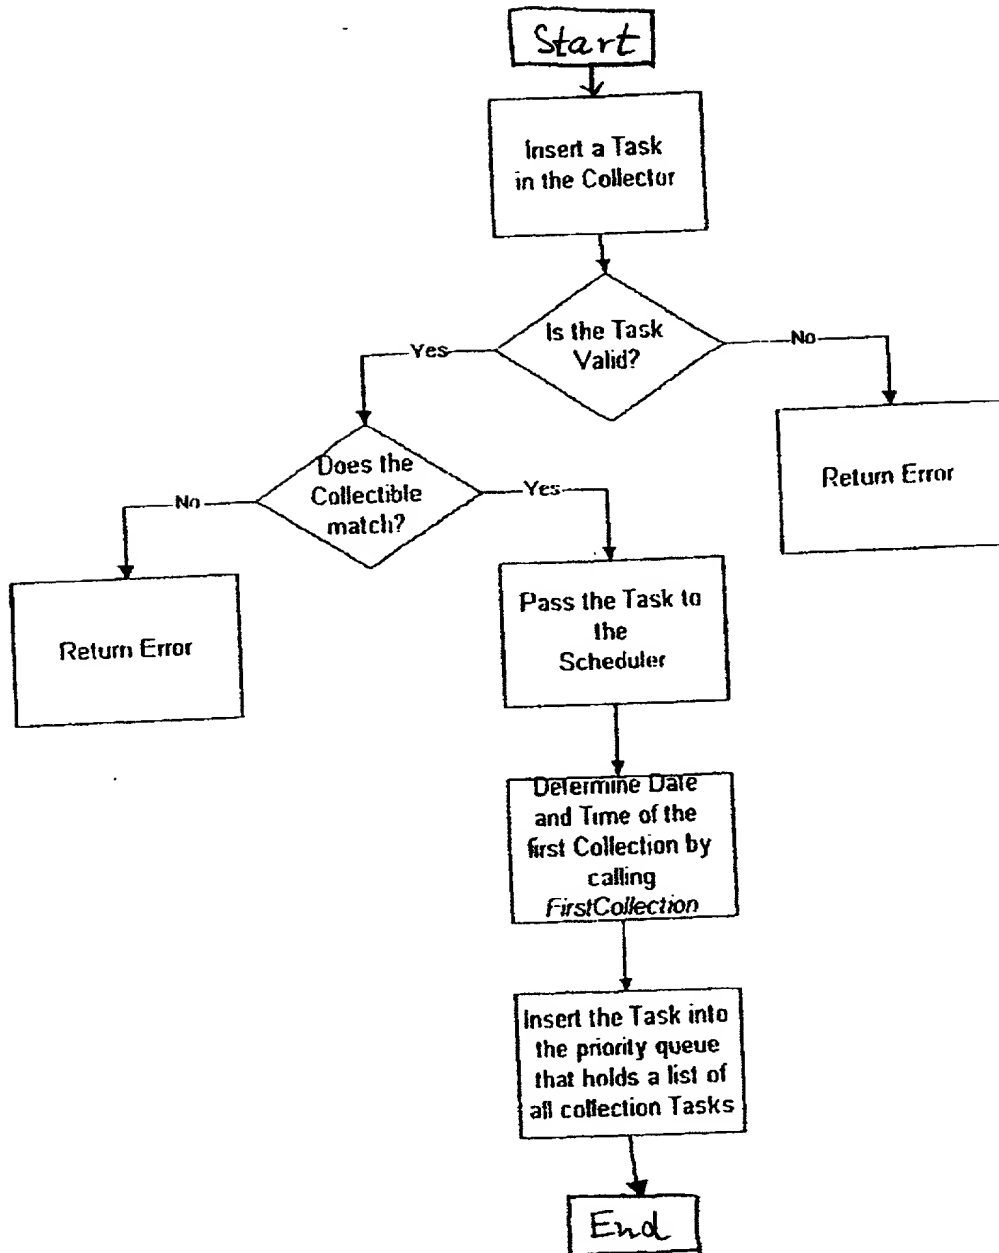 Start
Insert a Task
in the Collector
Is the Task
Valid?
Yes
No
Does the
Collectible
match?
Return Error
No
Yes
Return Error
Pass the Task to
the
Scheduler
Determine Date
and Time of the
first Collection by
calling
FirstCollection
Insert the Task into
the priority queue
that holds a list of
all collection Tasks
End